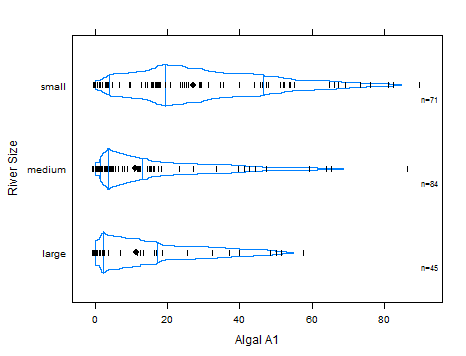 small
n=71
River Size
medium
n=84
large
n=45
0 20 40 60 80
Algal A1